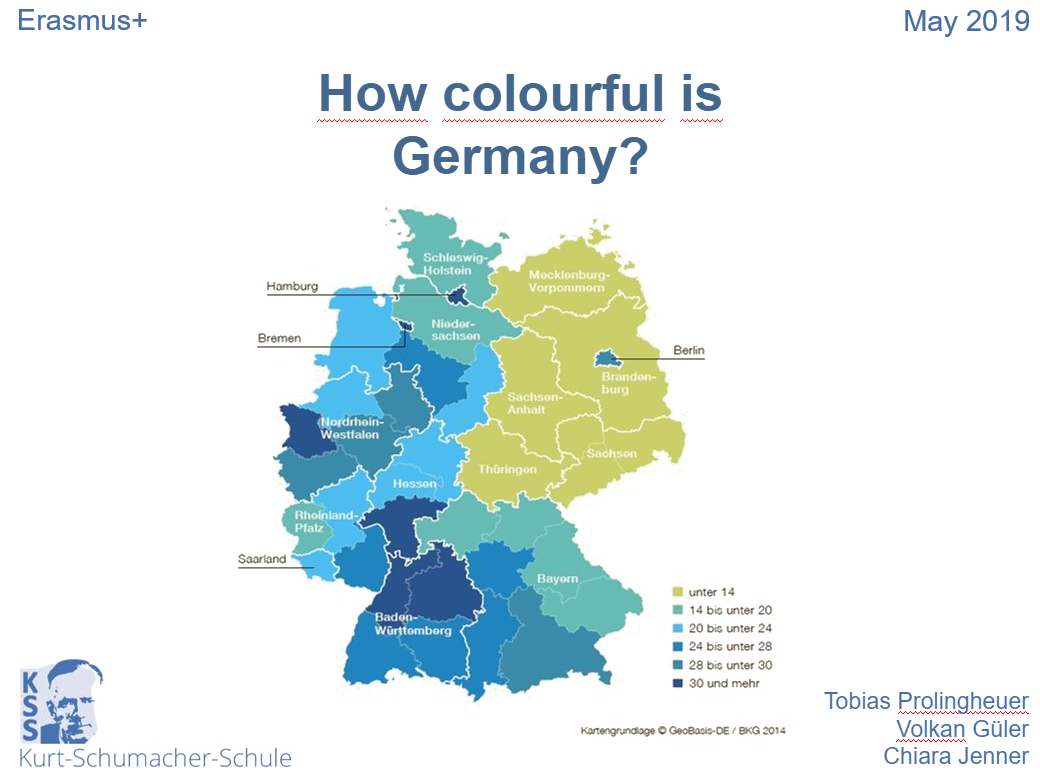 Erasmus+
May 2019
How colourful is
Germany?
Schleswig-
Holstein
Mecklenburg-
Vorpommern
Hamburg
Nieder-
sachsen
Bremen
Berlin
Branden-
burg
Sachsen-
Anhalt
Nordrhein-
Westfalen
Sachsen
Thüringen
Hessen
Rheinland-
Pfalz
Saarland
Bayern
Baden-
Württemberg
unter 14
14 bis unter 20
20 bis unter 24
24 bis unter 28
28 bis unter 30
30 und mehr
Kartengrundlage © GeoBasis-DE / BKG 2014
KSS
Kurt-Schumacher-Schule
Tobias Prolingheuer
Volkan Güler
Chiara Jenner